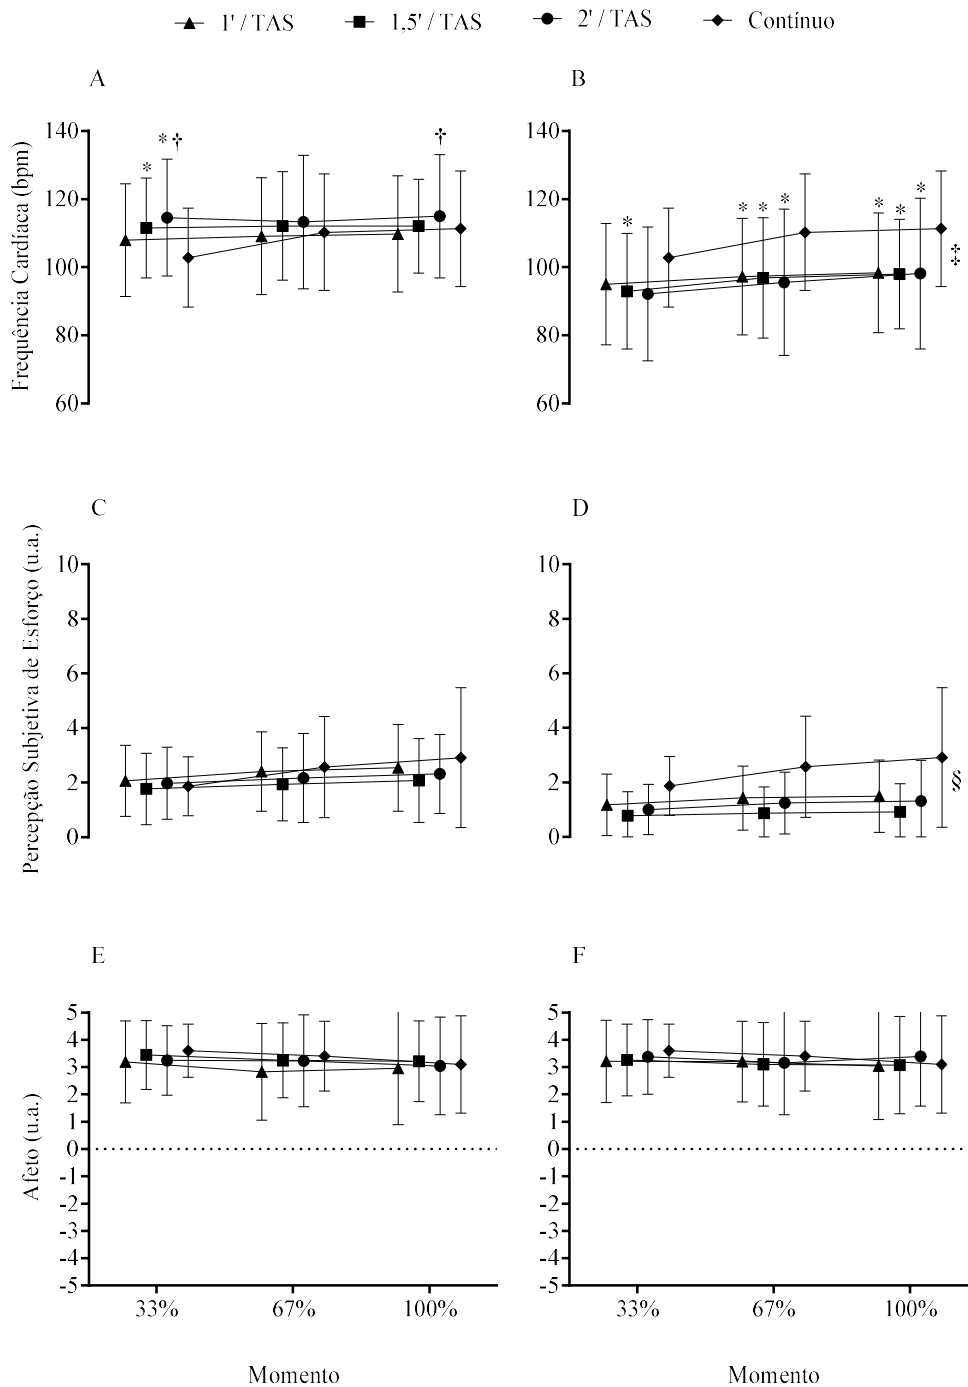 1' / TAS 1,5' / TAS 2' / TAS Contínuo
A
B
Frequência Cardíaca (bpm)
140
120
100
80
60
* * † †
140
120
100
80
60
* * * * * * * ‡
C
D
Percepção Subjetiva de Esforço (u.a.)
10
8
6
4
2
0
10
8
6
4
2
0
§
E
F
Afeto (u.a.)
5
4
3
2
1
0
-1
-2
-3
-4
-5
5
4
3
2
1
0
-1
-2
-3
-4
-5
33% 67% 100%
33% 67% 100%
Momento
Momento